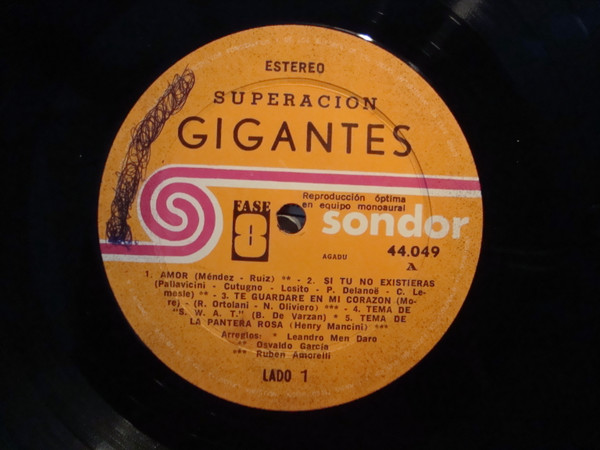 ESTEREO
SUPERACION
GIGANTES
FASE
8
Reproducción óptima
en equipo monoaural
sondor
44.049
AGADU
A
1. AMOR (Méndez - Ruiz) ** - 2. SI TU NO EXISTIERAS
(Pallavicini - Cutugno - Losito - P. Delanoë - C. Le-
mesle) ** - 3. TE GUARDARE EN MI CORAZON (Mo-
rej - (R. Ortolani - N. Oliviero) *** - 4. TEMA DE
"S. W. A. T." (B. De Varzan) * 5. TEMA DE
LA PANTERA ROSA (Henry Mancini) ***
Arreglos: * Leandro Men Daro
** Osvaldo García
*** Ruben Amorelli
LADO 1